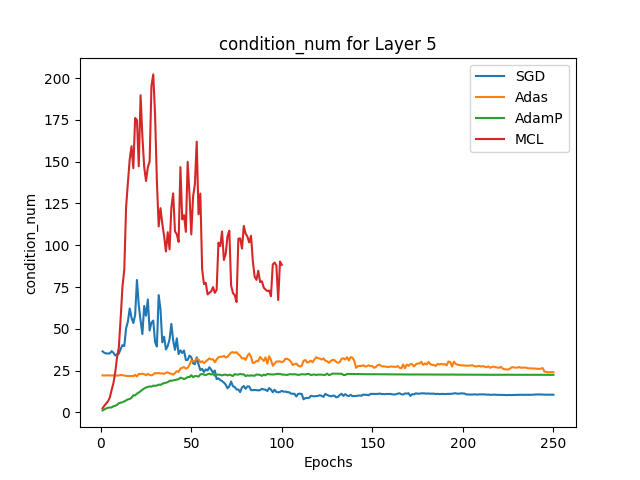 condition_num for Layer 5
SGD
Adas
AdamP
MCL
condition_num
200
175
150
125
100
75
50
25
0
0 50 100 150 200 250
Epochs